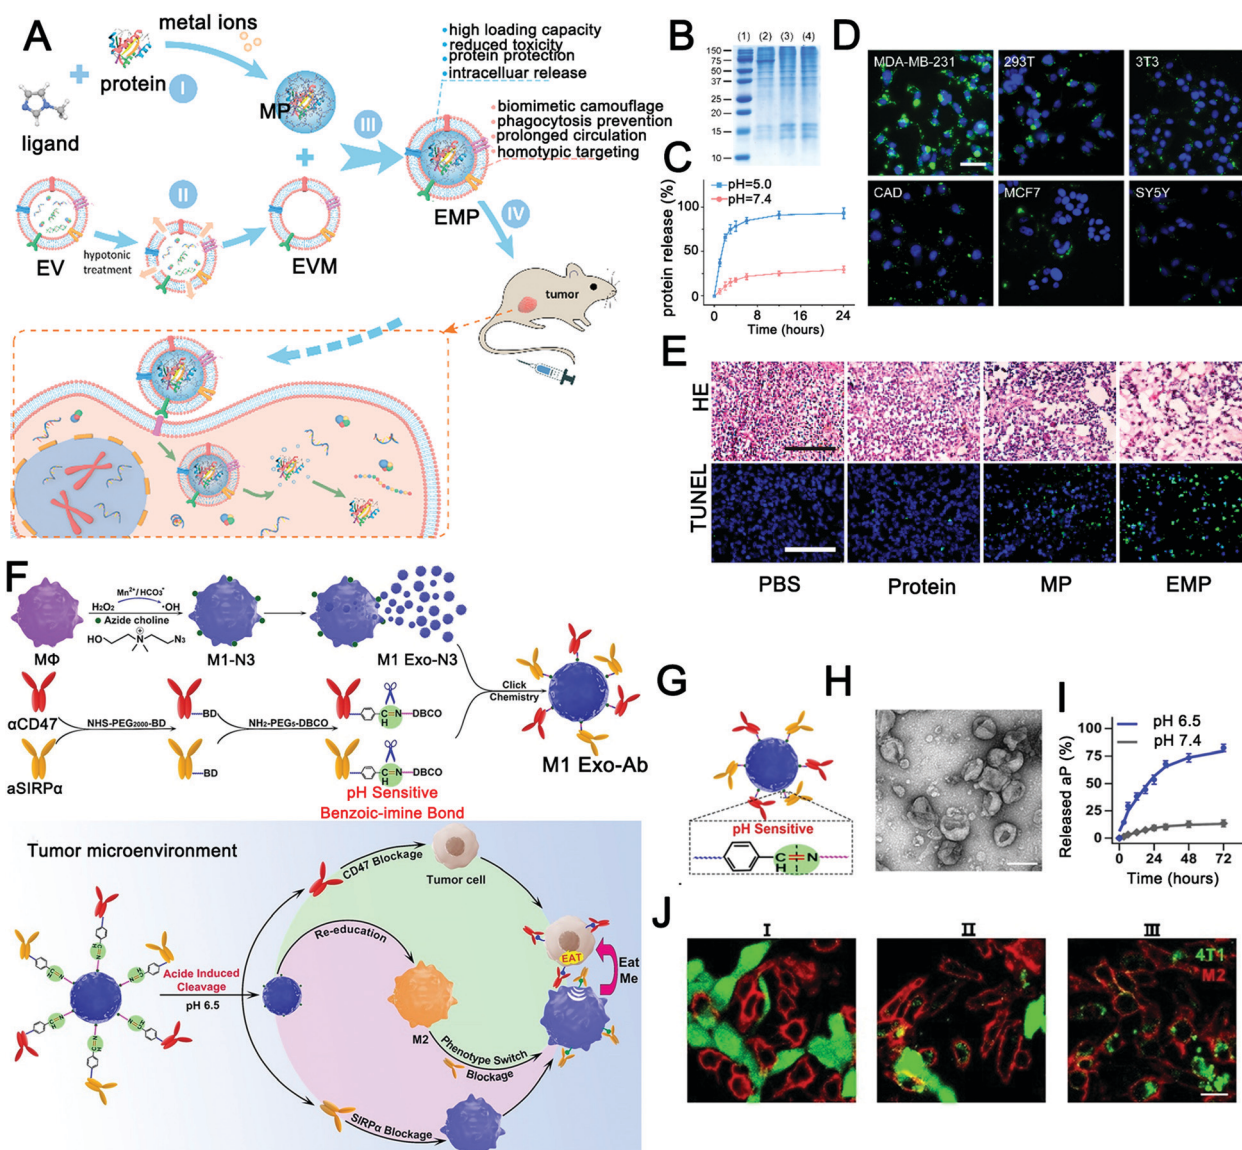 A
metal ions
protein
ligand
I
MP
III
• high loading capacity
• reduced toxicity
• protein protection
• intracelluar release
• biomimetic camouflage
• phagocytosis prevention
• prolonged circulation
• homotypic targeting
EMP
EV
II
hypotonic
treatment
EVM
IV
tumor
B
(1) (2) (3) (4)
150
75
50
37
25
20
15
10
C
pH=5.0
pH=7.4
protein release (%)
100
50
0
0 6 12 18 24
Time (hours)
D
MDA-MB-231
293T
3T3
CAD
MCF7
SY5Y
E
HE
TUNEL
PBS
Protein
MP
EMP
F
MΦ
Mn²⁺/ HCO₃⁻
H₂O₂
·OH
Azide choline
HO
N
⊕
N₃
M1-N3
M1 Exo-N3
Click
Chemistry
M1 Exo-Ab
αCD47
aSIRPα
NHS-PEG₂₀₀₀-BD
BD
BD
NH₂-PEG₅-DBCO
C=N
H
DBCO
C=N
H
DBCO
pH Sensitive
Benzoic-imine Bond
Tumor microenvironment
Acide Induced
Cleavage
pH 6.5
CD47 Blockage
Tumor cell
Re-education
M2
Phenotype Switch
Blockage
SIRPα Blockage
EAT
Eat
Me
G
pH Sensitive
C=N
H
H
I
pH 6.5
pH 7.4
Released aP (%)
100
75
50
25
0
0 24 48 72
Time (hours)
J
I
II
III
4T1
M2